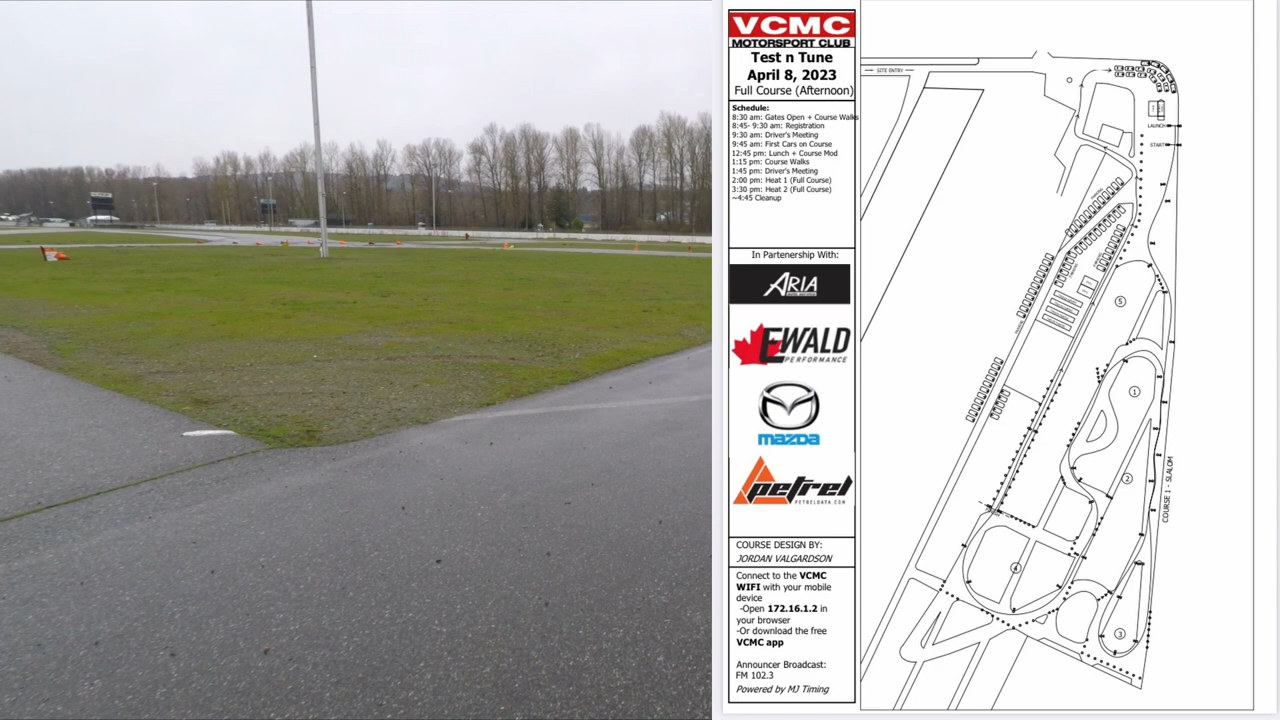 VCMC
MOTORSPORT CLUB
Test n Tune
April 8, 2023
Full Course (Afternoon)
Schedule:
8:30 am: Gates Open + Course Walks
8:45- 9:30 am: Registration
9:30 am: Driver's Meeting
9:45 am: First Cars on Course
12:45 pm: Lunch + Course Mod
1:15 pm: Course Walks
1:45 pm: Driver's Meeting
2:00 pm: Heat 1 (Full Course)
3:30 pm: Heat 2 (Full Course)
~4:45 Cleanup
In Partenership With:
ARIA
EWALD
PERFORMANCE
mazda
petrel
PETRELDATA.COM
COURSE DESIGN BY:
JORDAN VALGARDSON
Connect to the VCMC
WIFI with your mobile
device
-Open 172.16.1.2 in
your browser
-Or download the free
VCMC app
Announcer Broadcast:
FM 102.3
Powered by MJ Timing
SITE ENTRY
LAUNCH
START
5
1
2
COURSE 1 - SLALOM
4
3